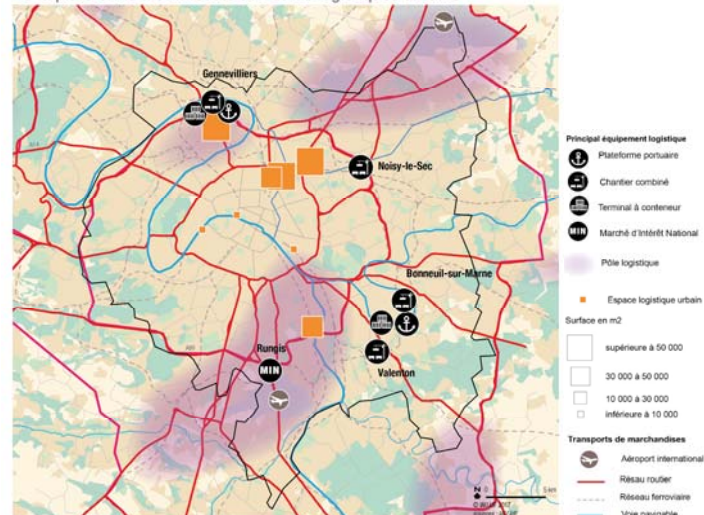 Gennevilliers
Noisy-le-Sec
Bonneuil-sur-Marne
Rungis
MIN
Valenton
N
0
5 km
Principal équipement logistique
Plateforme portuaire
Chantier combiné
Terminal à conteneur
MIN
Marché d'Intérêt National
Pôle logistique
Espace logistique urbain
Surface en m2
supérieure à 50 000
30 000 à 50 000
10 000 à 30 000
inférieure à 10 000
Transports de marchandises
Aéroport international
Réseau routier
Réseau ferroviaire
Voie navigable